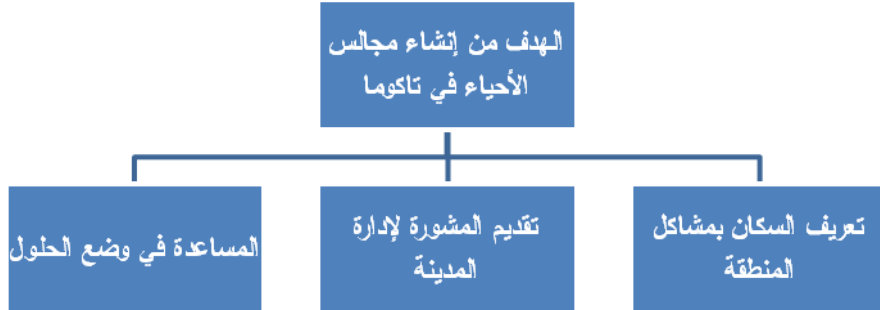 الهدف من إنشاء مجالس
الأحياء في تاكوما
تعريف السكان بمشاكل
المنطقة
تقديم المشورة لإدارة
المدينة
المساعدة في وضع الحلول